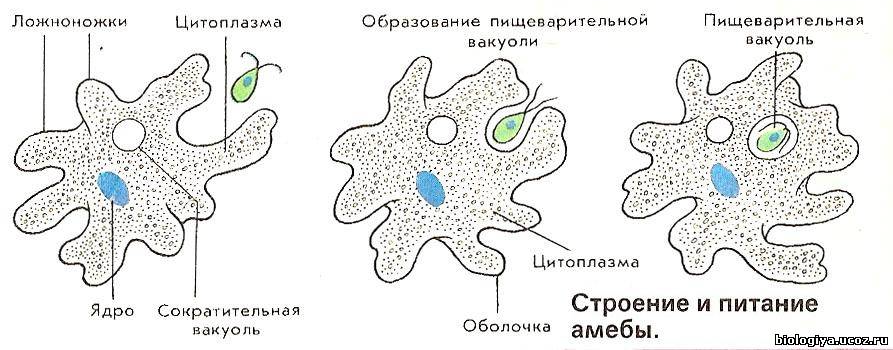 Ложноножки
Цитоплазма
Образование пищеварительной
вакуоли
Пищеварительная
вакуоль
Ядро
Сократительная
вакуоль
Цитоплазма
Оболочка
Строение и питание
амебы.
biologiya.ucoz.ru